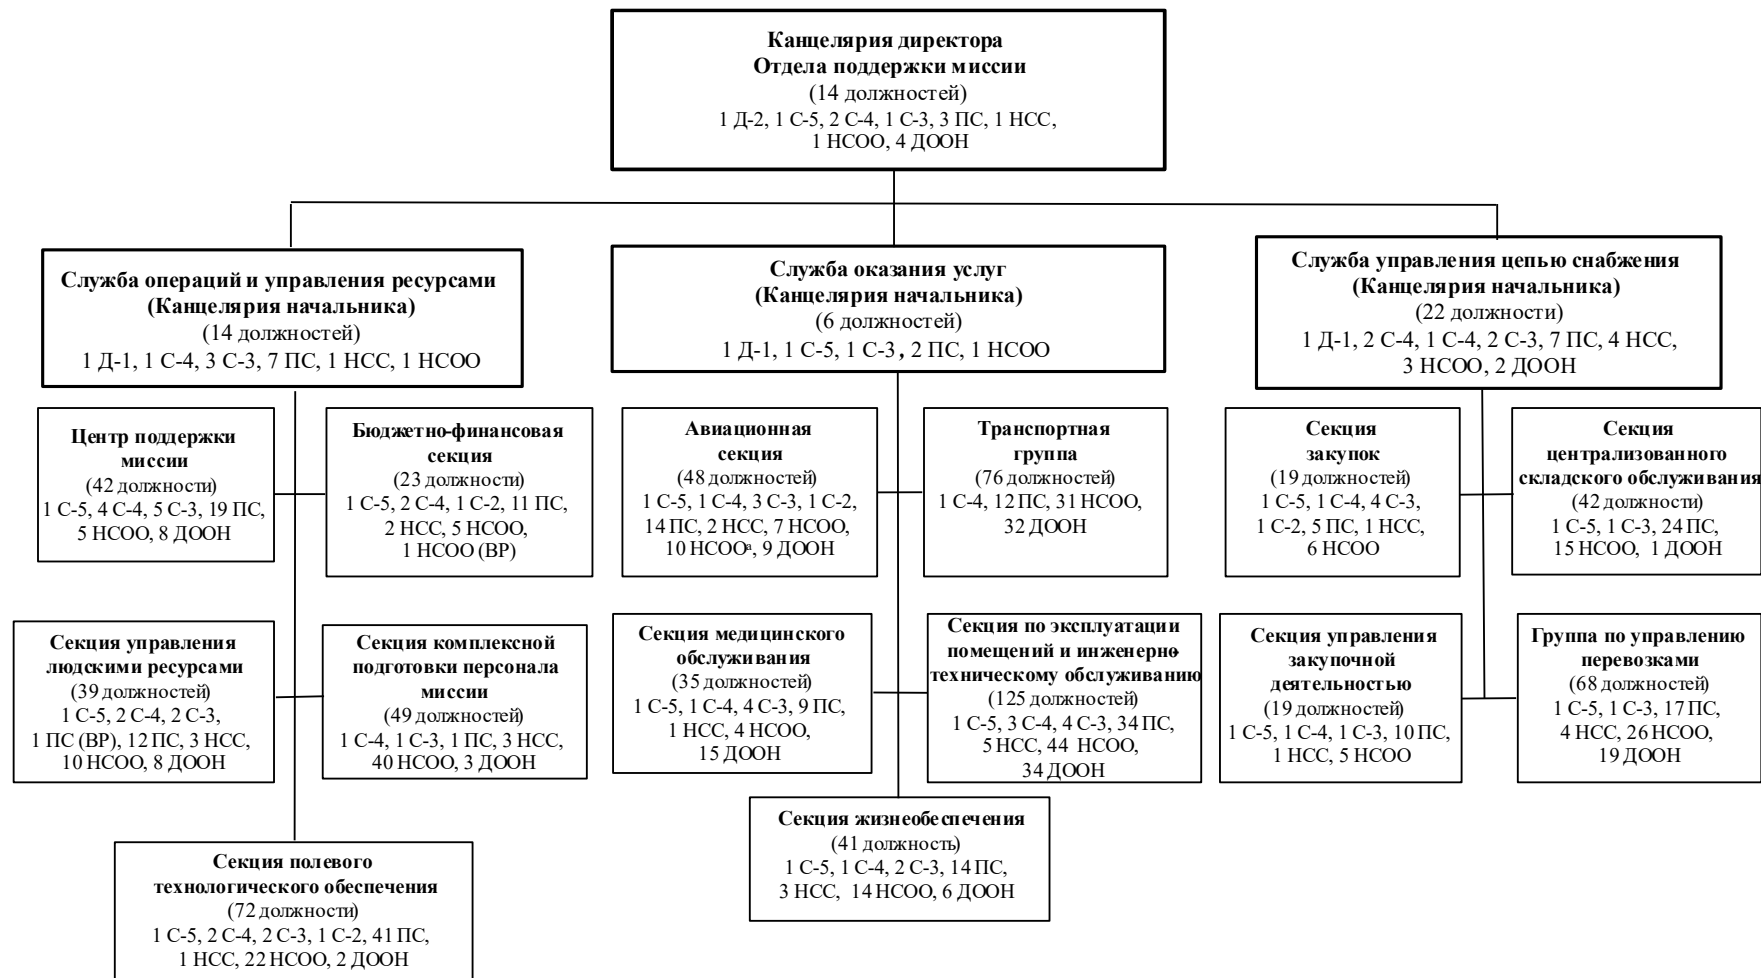 Канцелярия директора
Отдела поддержки миссии
(14 должностей)
1 Д-2, 1 С-5, 2 С-4, 1 С-3, 3 ПС, 1 НСС,
1 НСОО, 4 ДООН
Служба операций и управления ресурсами
(Канцелярия начальника)
(14 должностей)
1 Д-1, 1 С-4, 3 С-3, 7 ПС, 1 НСС, 1 НСОО
Служба оказания услуг
(Канцелярия начальника)
(6 должностей)
1 Д-1, 1 С-5, 1 С-3, 2 ПС, 1 НСОО
Служба управления цепью снабжения
(Канцелярия начальника)
(22 должности)
1 Д-1, 2 С-4, 1 С-4, 2 С-3, 7 ПС, 4 НСС,
3 НСОО, 2 ДООН
Центр поддержки
миссии
(42 должности)
1 С-5, 4 С-4, 5 С-3, 19 ПС,
5 НСОО, 8 ДООН
Бюджетно-финансовая
секция
(23 должности)
1 С-5, 2 С-4, 1 С-2, 11 ПС,
2 НСС, 5 НСОО,
1 НСОО (ВР)
Авиационная
секция
(48 должностей)
1 С-5, 1 С-4, 3 С-3, 1 С-2,
14 ПС, 2 НСС, 7 НСОО,
10 НСООª, 9 ДООН
Транспортная
группа
(76 должностей)
1 С-4, 12 ПС, 31 НСОО,
32 ДООН
Секция
закупок
(19 должностей)
1 С-5, 1 С-4, 4 С-3,
1 С-2, 5 ПС, 1 НСС,
6 НСОО
Секция
централизованного
складского обслуживания
(42 должности)
1 С-5, 1 С-3, 24 ПС,
15 НСОО, 1 ДООН
Секция управления
людскими ресурсами
(39 должностей)
1 С-5, 2 С-4, 2 С-3,
1 ПС (ВР), 12 ПС, 3 НСС,
10 НСОО, 8 ДООН
Секция комплексной
подготовки персонала
миссии
(49 должностей)
1 С-4, 1 С-3, 1 ПС, 3 НСС,
40 НСОО, 3 ДООН
Секция медицинского
обслуживания
(35 должностей)
1 С-5, 1 С-4, 4 С-3, 9 ПС,
1 НСС, 4 НСОО,
15 ДООН
Секция по эксплуатации
помещений и инженерно-
техническому обслуживанию
(125 должностей)
1 С-5, 3 С-4, 4 С-3, 34 ПС,
5 НСС, 44 НСОО,
34 ДООН
Секция управления
закупочной
деятельностью
(19 должностей)
1 С-5, 1 С-4, 1 С-3, 10 ПС,
1 НСС, 5 НСОО
Группа по управлению
перевозками
(68 должностей)
1 С-5, 1 С-3, 17 ПС,
4 НСС, 26 НСОО,
19 ДООН
Секция полевого
технологического обеспечения
(72 должности)
1 С-5, 2 С-4, 2 С-3, 1 С-2, 41 ПС,
1 НСС, 22 НСОО, 2 ДООН
Секция жизнеобеспечения
(41 должность)
1 С-5, 1 С-4, 2 С-3, 14 ПС,
3 НСС, 14 НСОО, 6 ДООН